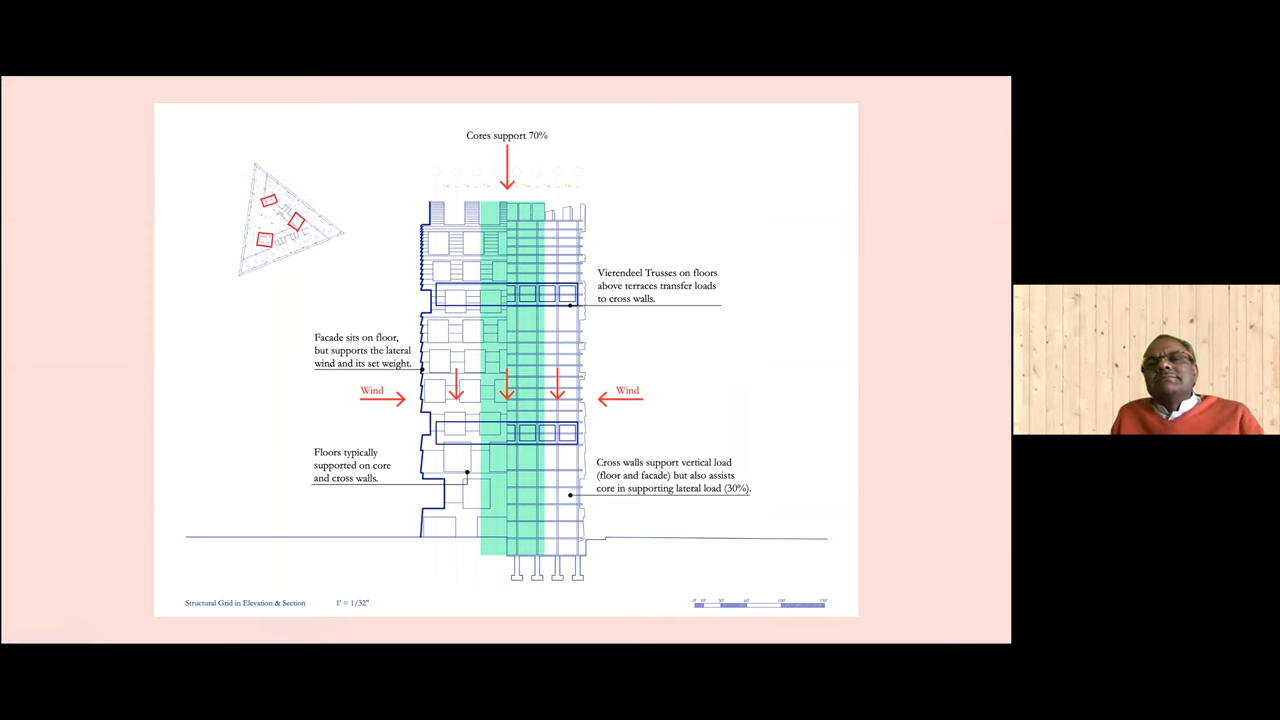 Cores support 70%
Vierendeel Trusses on floors
above terraces transfer loads
to cross walls.
Facade sits on floor,
but supports the lateral
wind and its set weight.
Wind
Wind
Floors typically
supported on core
and cross walls.
Cross walls support vertical load
(floor and facade) but also assists
core in supporting lateral load (30%).
Structural Grid in Elevation & Section
1' = 1/32"